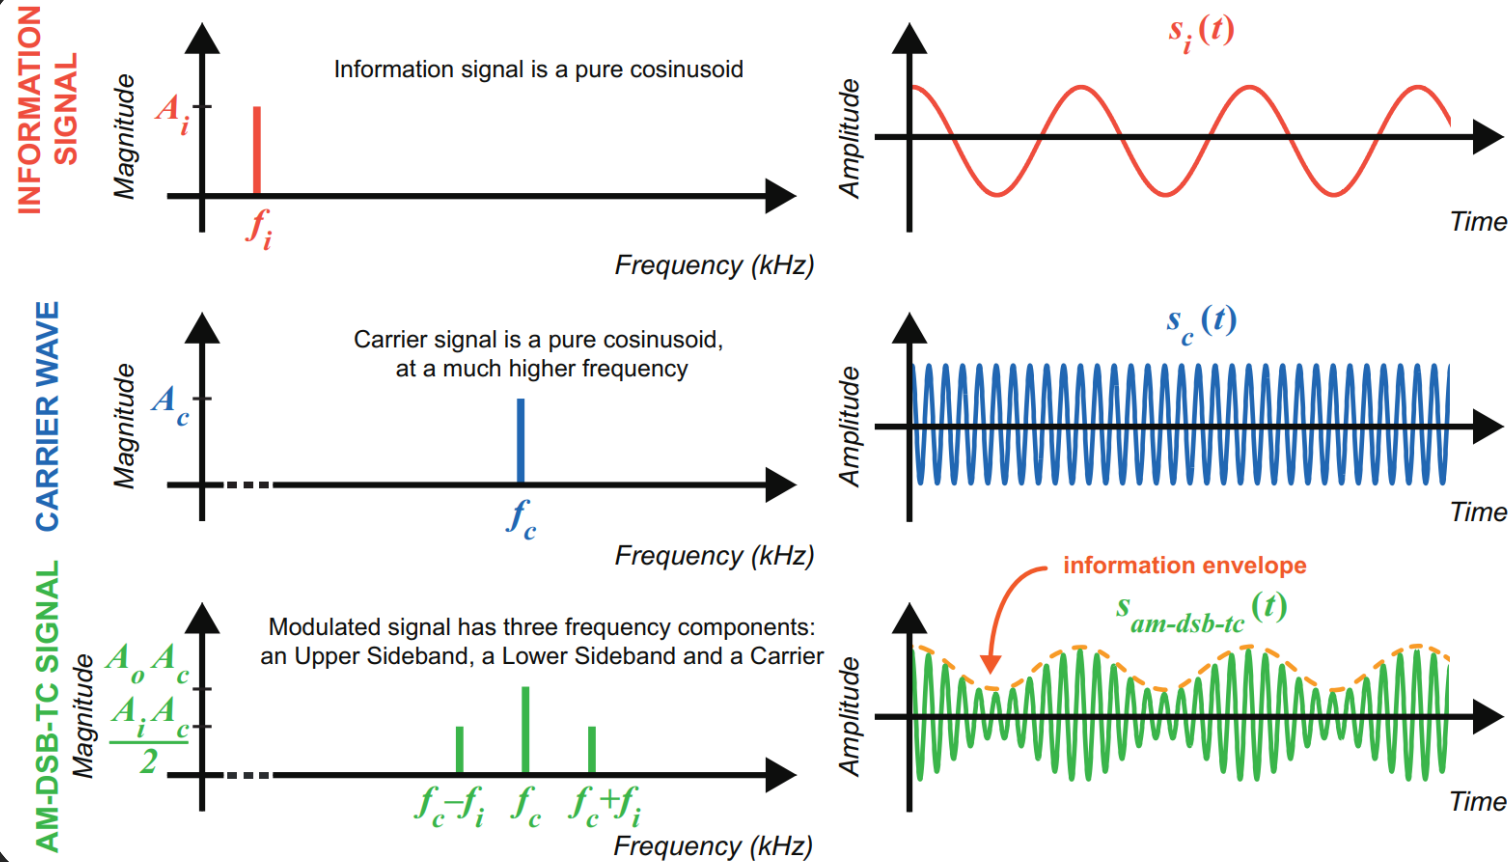 INFORMATION
SIGNAL
Magnitude
A_i
Information signal is a pure cosinusoid
f_i
Frequency (kHz)
s_i(t)
Amplitude
Time
CARRIER WAVE
Magnitude
A_c
Carrier signal is a pure cosinusoid,
at a much higher frequency
f_c
Frequency (kHz)
s_c(t)
Amplitude
Time
AM-DSB-TC SIGNAL
Magnitude
A_o A_c
A_i A_c
2
Modulated signal has three frequency components:
an Upper Sideband, a Lower Sideband and a Carrier
f_c–f_i f_c f_c+f_i
Frequency (kHz)
information envelope
s_am-dsb-tc(t)
Amplitude
Time